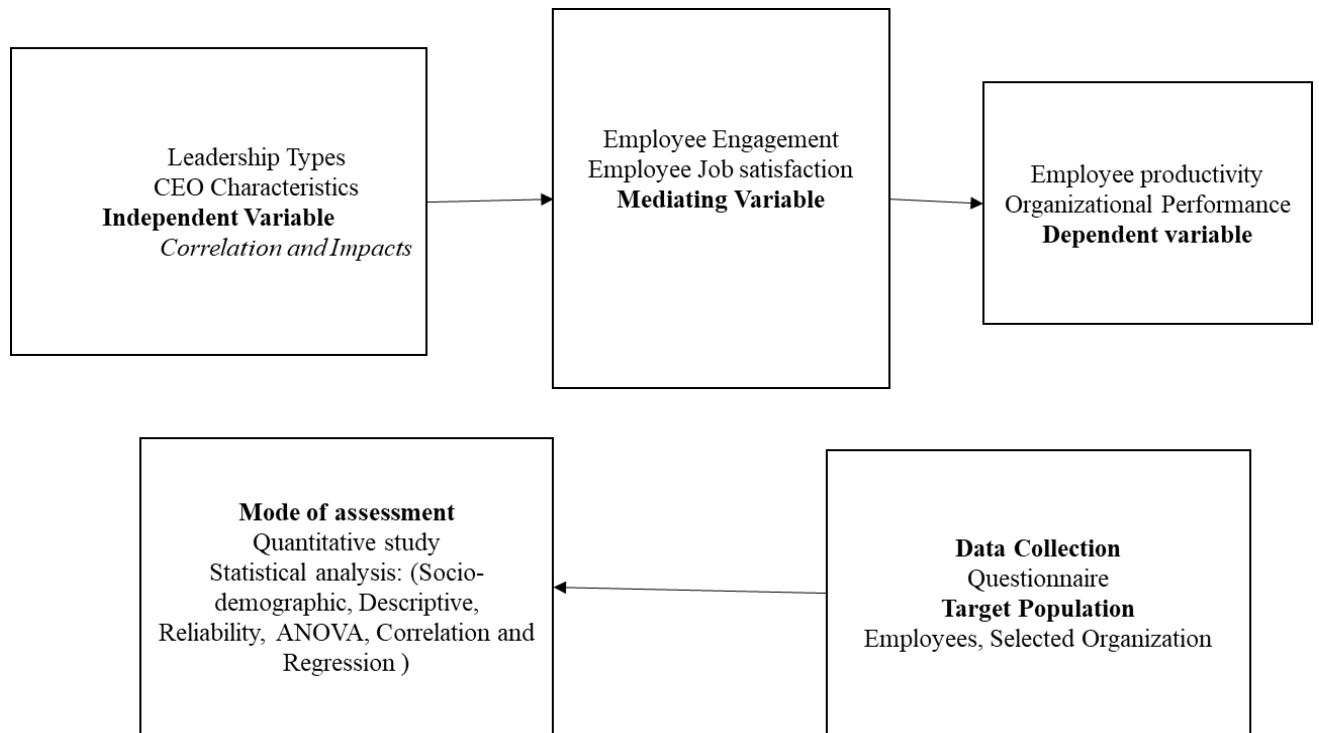 Leadership Types
CEO Characteristics
Independent Variable
Correlation and Impacts
Employee Engagement
Employee Job satisfaction
Mediating Variable
Employee productivity
Organizational Performance
Dependent variable
Mode of assessment
Quantitative study
Statistical analysis: (Socio-
demographic, Descriptive,
Reliability, ANOVA, Correlation and
Regression )
Data Collection
Questionnaire
Target Population
Employees, Selected Organization